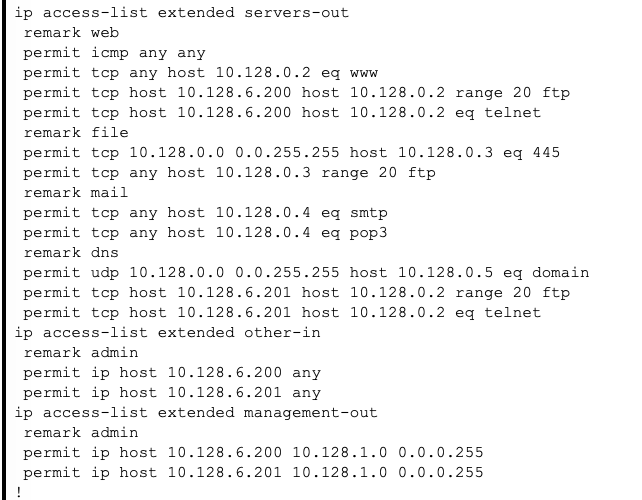 ip access-list extended servers-out
remark web
permit icmp any any
permit tcp any host 10.128.0.2 eq www
permit tcp host 10.128.6.200 host 10.128.0.2 range 20 ftp
permit tcp host 10.128.6.200 host 10.128.0.2 eq telnet
remark file
permit tcp 10.128.0.0 0.0.255.255 host 10.128.0.3 eq 445
permit tcp any host 10.128.0.3 range 20 ftp
remark mail
permit tcp any host 10.128.0.4 eq smtp
permit tcp any host 10.128.0.4 eq pop3
remark dns
permit udp 10.128.0.0 0.0.255.255 host 10.128.0.5 eq domain
permit tcp host 10.128.6.201 host 10.128.0.2 range 20 ftp
permit tcp host 10.128.6.201 host 10.128.0.2 eq telnet
ip access-list extended other-in
remark admin
permit ip host 10.128.6.200 any
permit ip host 10.128.6.201 any
ip access-list extended management-out
remark admin
permit ip host 10.128.6.200 10.128.1.0 0.0.0.255
permit ip host 10.128.6.201 10.128.1.0 0.0.0.255
!